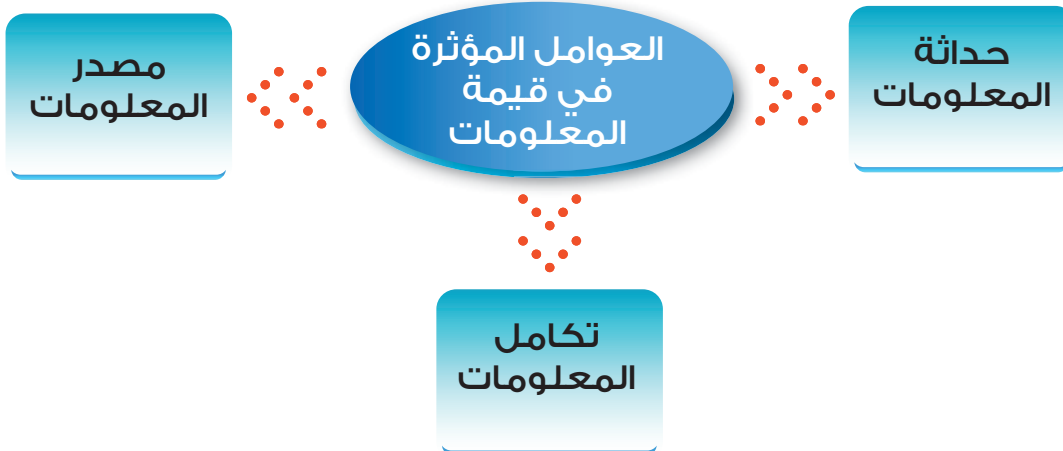 العوامل المؤثرة
في قيمة
المعلومات
حداثة
المعلومات
مصدر
المعلومات
تكامل
المعلومات